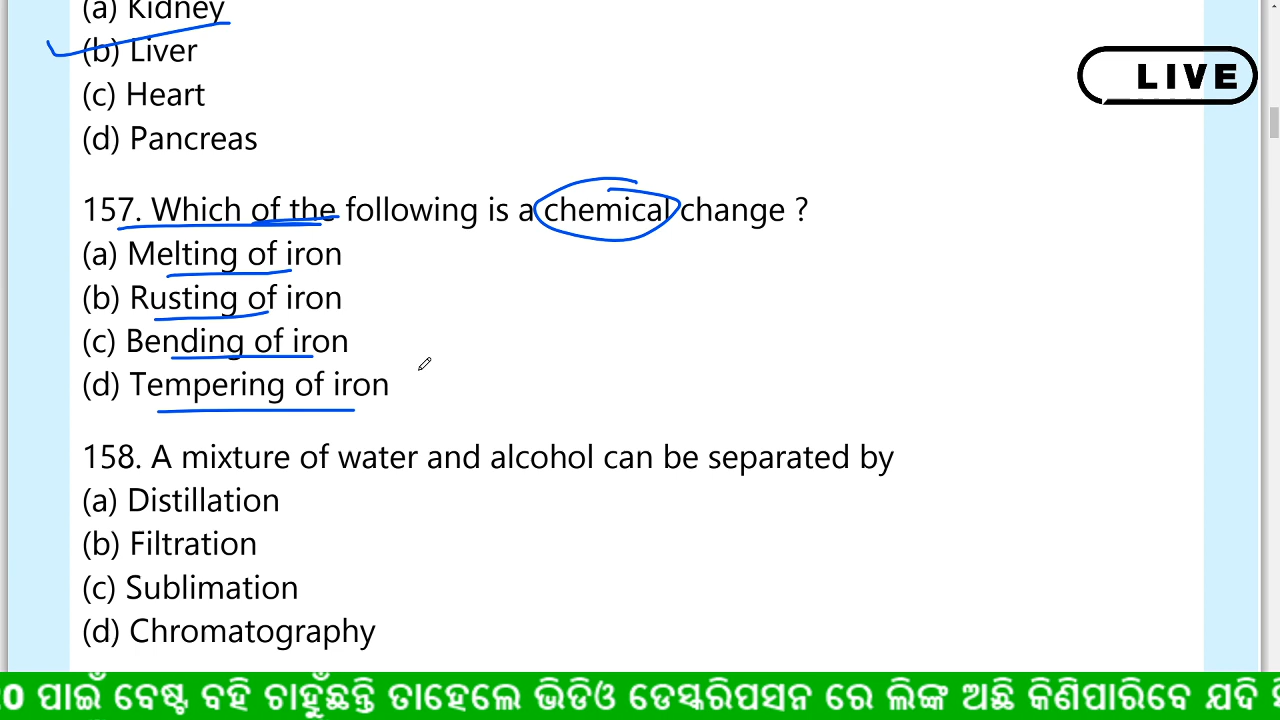 (a) Kidney
(b) Liver
(c) Heart
(d) Pancreas
LIVE
157. Which of the following is a chemical change ?
(a) Melting of iron
(b) Rusting of iron
(c) Bending of iron
(d) Tempering of iron
158. A mixture of water and alcohol can be separated by
(a) Distillation
(b) Filtration
(c) Sublimation
(d) Chromatography
0 ପାଇଁ ବେଷ୍ଟ ବହି ଚାହୁଁଛନ୍ତି ତାହେଲେ ଭିଡିଓ ଡେସ୍କରିପସନ ରେ ଲିଙ୍କ ଅଛି କିଣିପାରିବେ ଯଦି